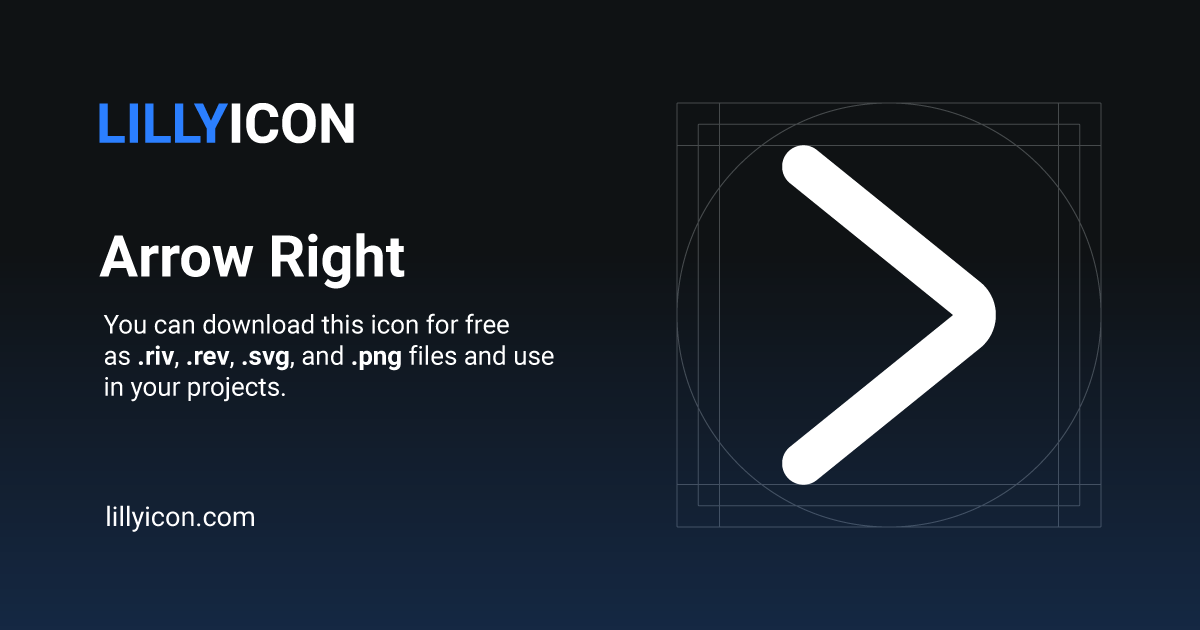 LILLYICON
Arrow Right
You can download this icon for free
as .riv, .rev, .svg, and .png files and use
in your projects.
lillyicon.com